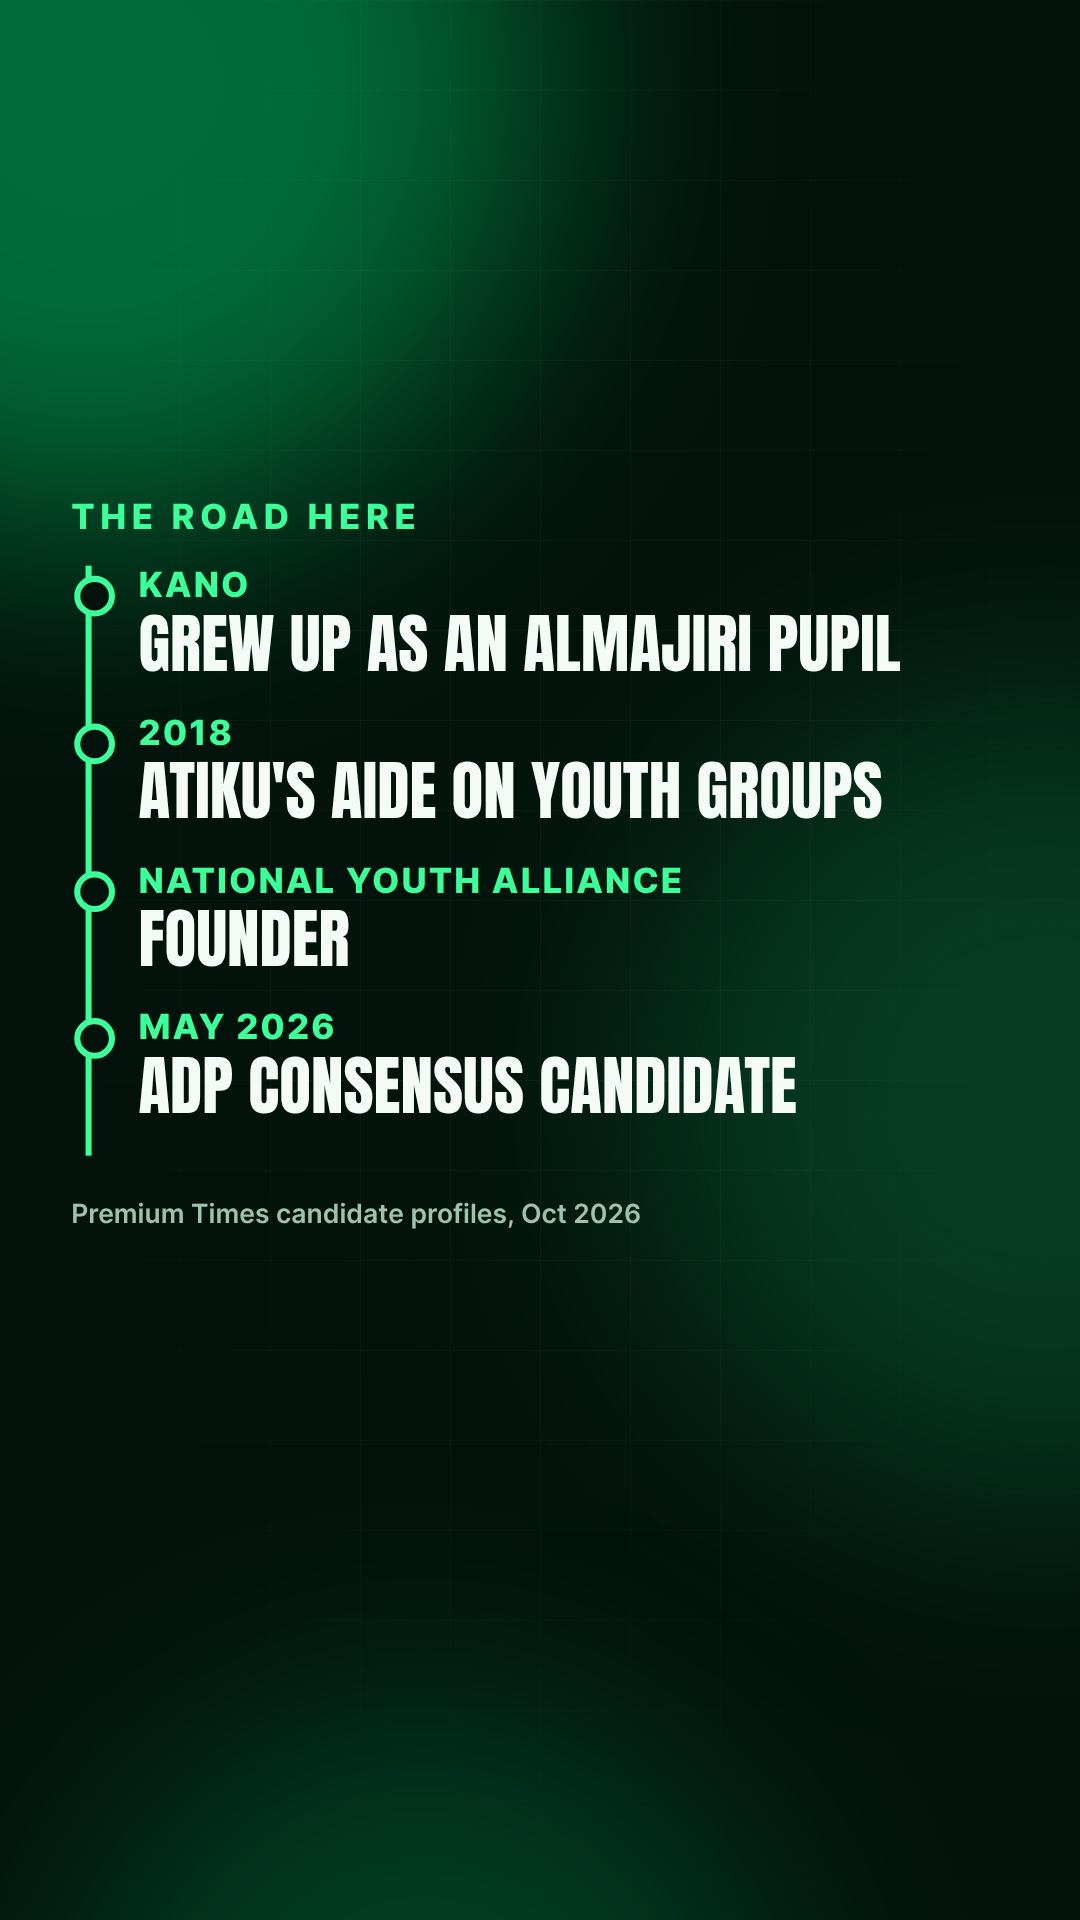 THE ROAD HERE
KANO
GREW UP AS AN ALMAJIRI PUPIL
2018
ATIKU'S AIDE ON YOUTH GROUPS
NATIONAL YOUTH ALLIANCE
FOUNDER
MAY 2026
ADP CONSENSUS CANDIDATE
Premium Times candidate profiles, Oct 2026